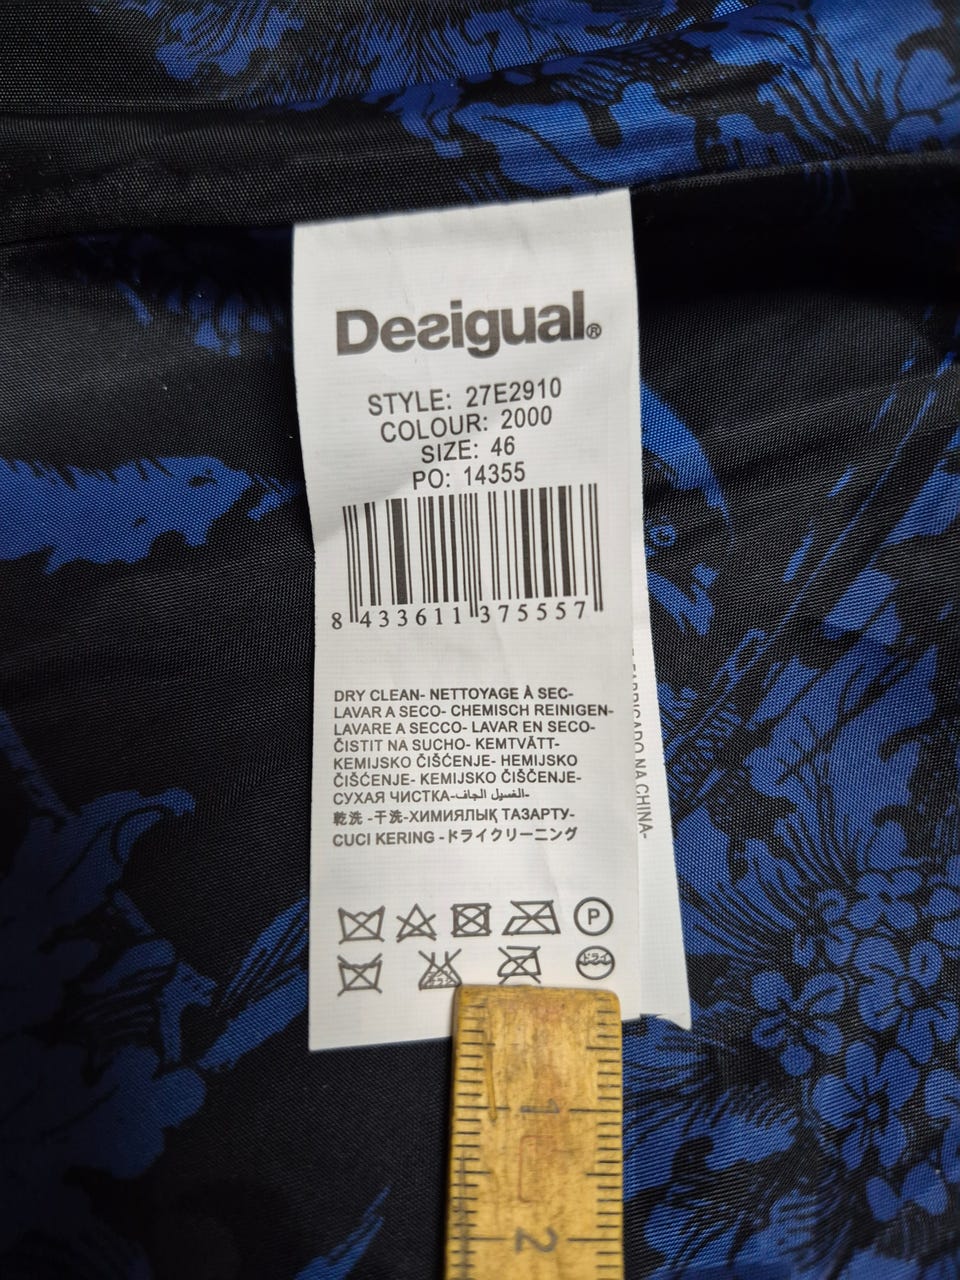 Desigual®
STYLE: 27E2910
COLOUR: 2000
SIZE: 46
PO: 14355
8 433611 375557
DRY CLEAN- NETTOYAGE À SEC-
LAVAR A SECO- CHEMISCH REINIGEN-
LAVARE A SECCO- LAVAR EN SECO-
ČISTIT NA SUCHO- KEMTVÄTT-
KEMIJSKO ČIŠĆENJE- HEMIJSKO
ČIŠĆENJE- KEMIJSKO ČIŠČENJE-
СУХАЯ ЧИСТКА-الغسيل الجاف-
乾洗 -干洗-ХИМИЯЛЫҚ ТАЗАРТУ-
CUCI KERING -ドライクリーニング
P
ドライ
NA CHINA-
1
2